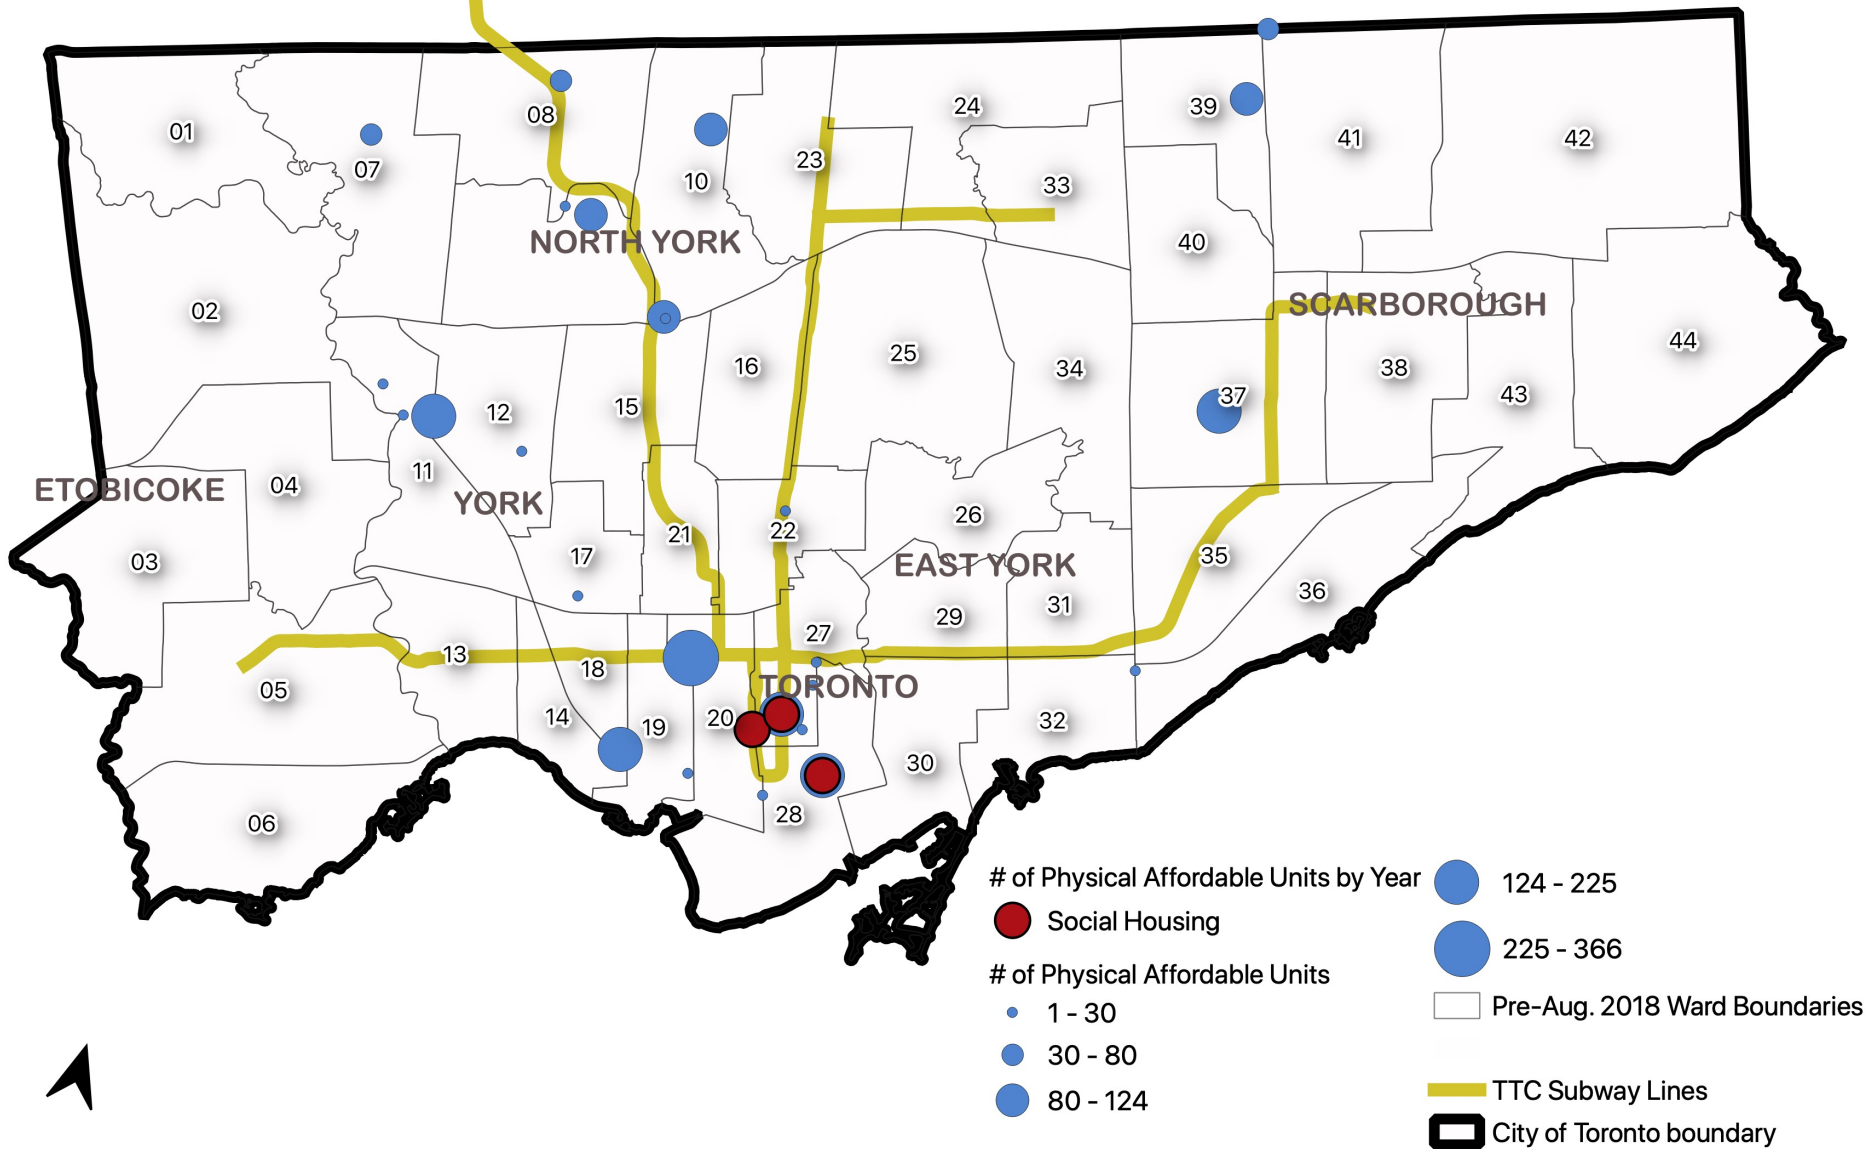 01
07
08
10
23
24
33
39
41
42
NORTH YORK
40
02
SCARBOROUGH
16
25
34
37
38
43
44
12
15
ETOBICOKE
04
11
YORK
21
22
26
03
17
EAST YORK
35
36
29
31
27
13
18
05
TORONTO
14
19
20
32
30
28
06
# of Physical Affordable Units by Year
Social Housing
# of Physical Affordable Units
1 - 30
30 - 80
80 - 124
124 - 225
225 - 366
Pre-Aug. 2018 Ward Boundaries
TTC Subway Lines
City of Toronto boundary